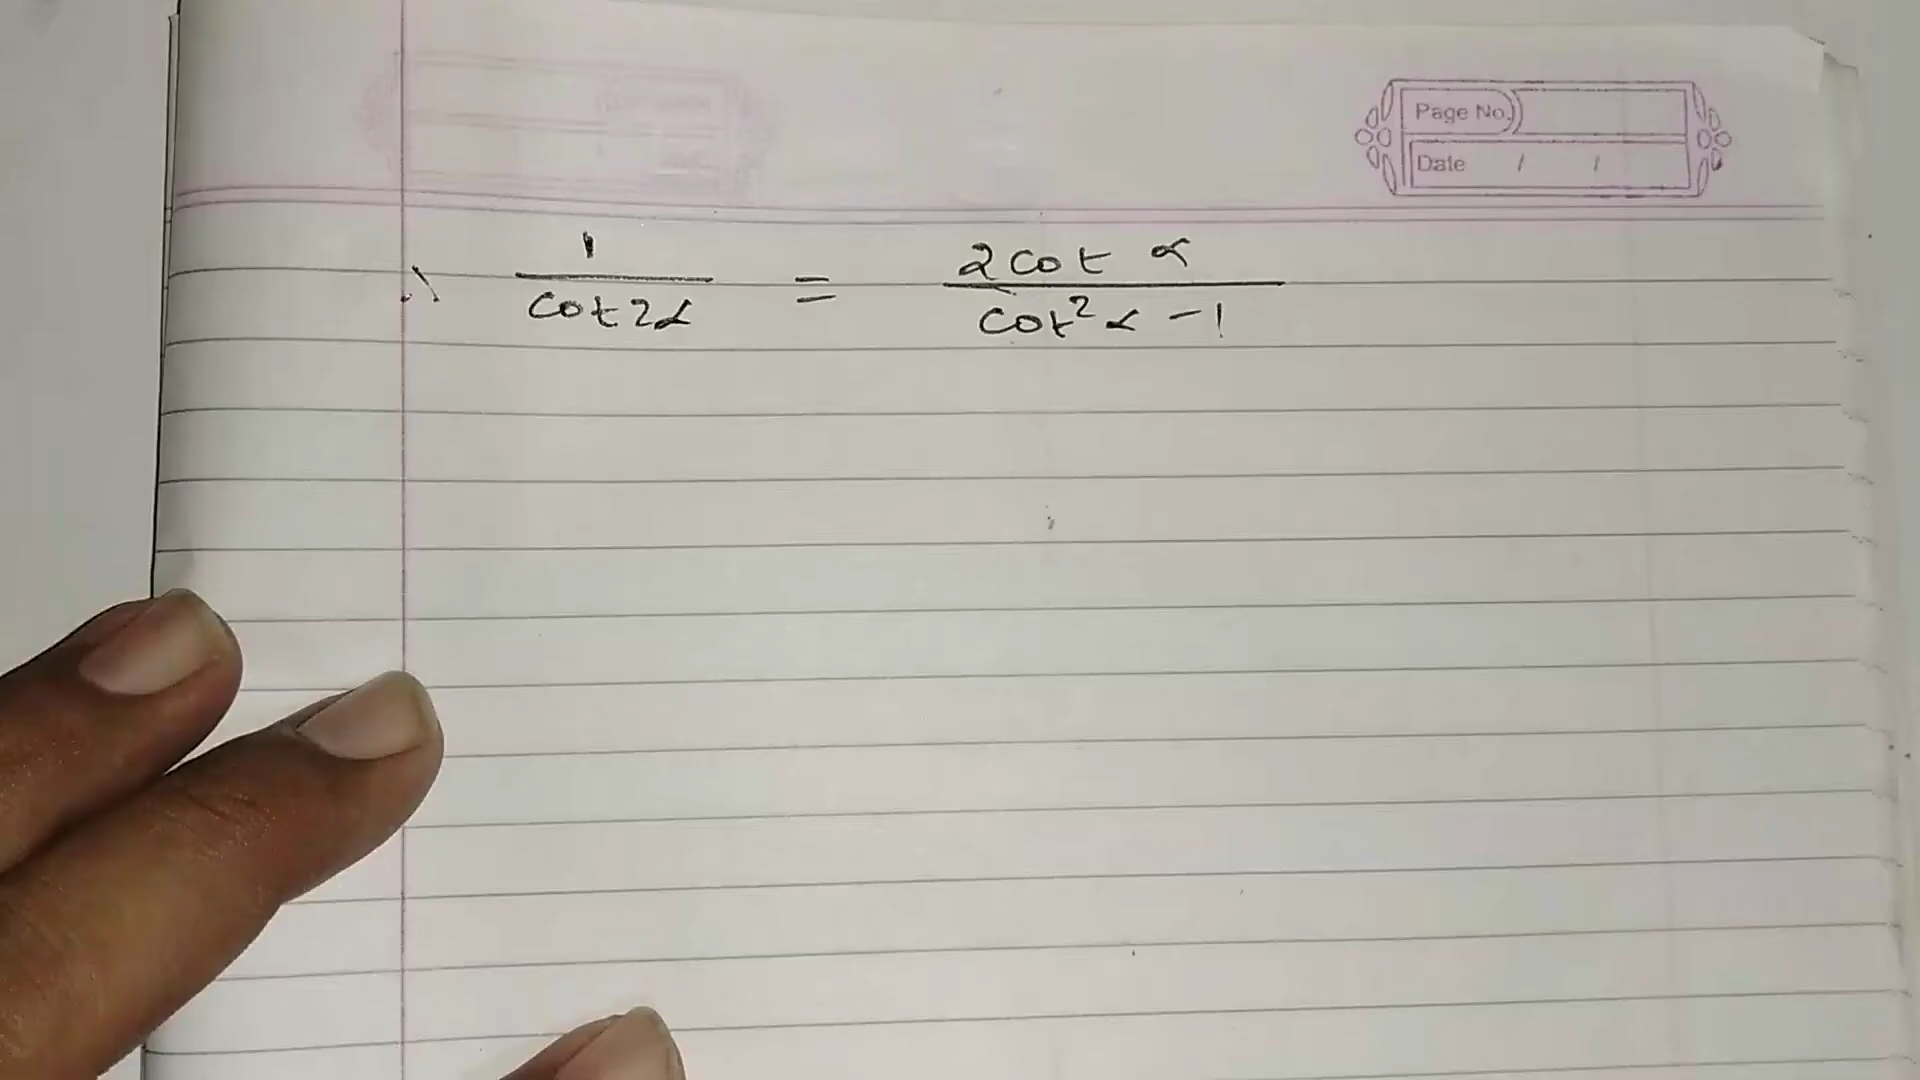 Page No.
Date / /
∴ 1/cot2α = 2cot α/cot²α -1